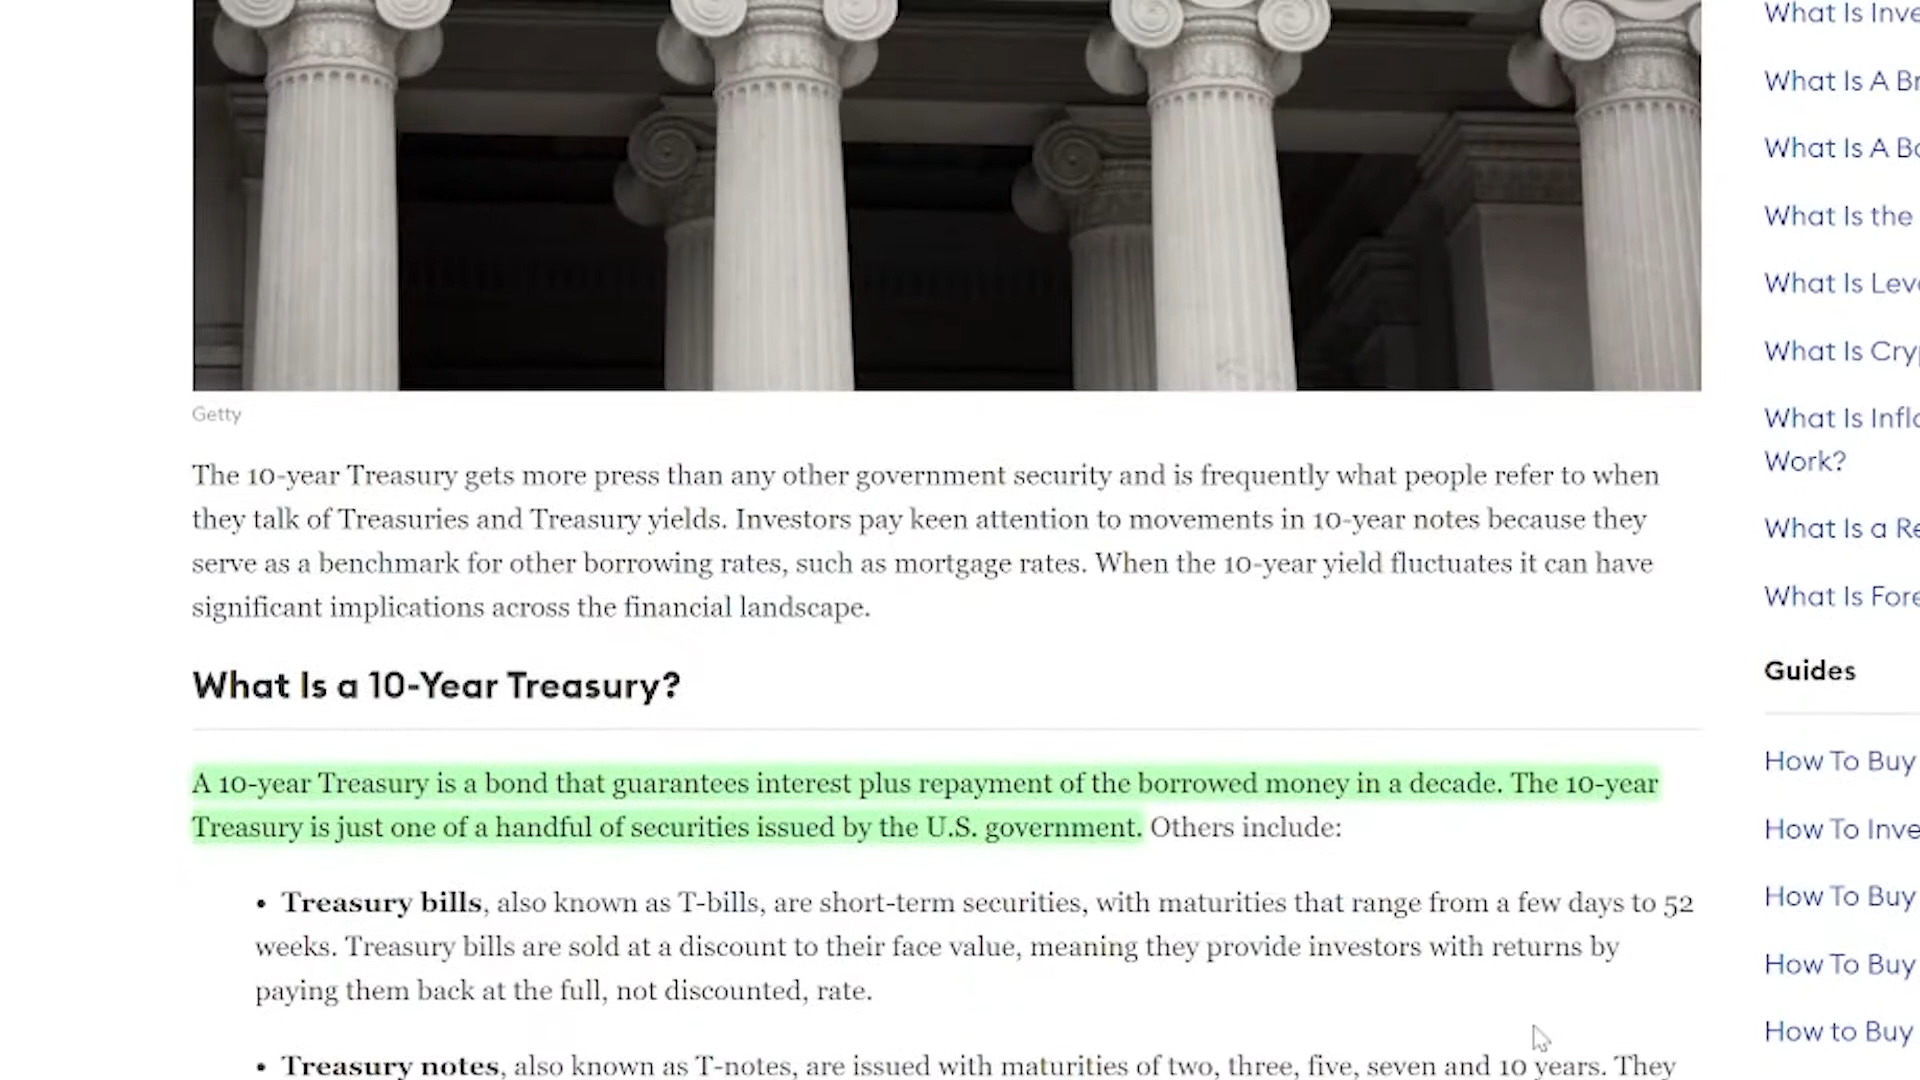 Getty
The 10-year Treasury gets more press than any other government security and is frequently what people refer to when
they talk of Treasuries and Treasury yields. Investors pay keen attention to movements in 10-year notes because they
serve as a benchmark for other borrowing rates, such as mortgage rates. When the 10-year yield fluctuates it can have
significant implications across the financial landscape.
What Is a 10-Year Treasury?
A 10-year Treasury is a bond that guarantees interest plus repayment of the borrowed money in a decade. The 10-year
Treasury is just one of a handful of securities issued by the U.S. government. Others include:
• Treasury bills, also known as T-bills, are short-term securities, with maturities that range from a few days to 52
weeks. Treasury bills are sold at a discount to their face value, meaning they provide investors with returns by
paying them back at the full, not discounted, rate.
• Treasury notes, also known as T-notes, are issued with maturities of two, three, five, seven and 10 years. They
What Is
What Is A
What Is A
What Is the
What Is
What Is
What Is
Work?
What Is a
What Is
Guides
How To Buy
How To
How To Buy
How To Buy
How to Buy